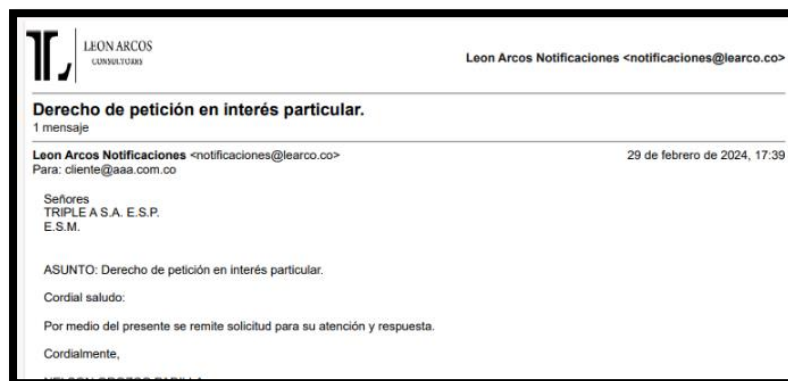 LEON ARCOS
CONSULTORES
Leon Arcos Notificaciones <notificaciones@learco.co>
Derecho de petición en interés particular.
1 mensaje
Leon Arcos Notificaciones <notificaciones@learco.co>
29 de febrero de 2024, 17:39
Para: cliente@aaa.com.co
Señores
TRIPLE A S.A. E.S.P.
E.S.M.
ASUNTO: Derecho de petición en interés particular.
Cordial saludo:
Por medio del presente se remite solicitud para su atención y respuesta.
Cordialmente,